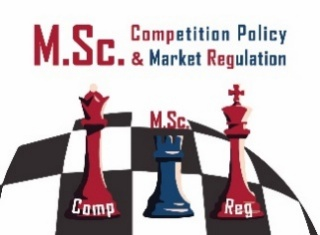 M.Sc. Competition Policy
& Market Regulation
M.Sc.
Comp
Reg